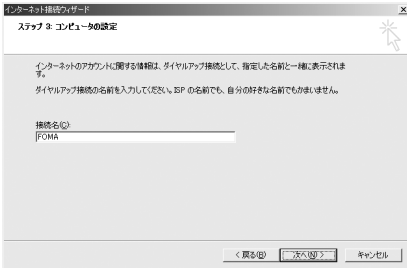 インターネット接続ウィザード
ステップ 3: コンピュータの設定
インターネットのアカウントに関する情報は、ダイヤルアップ接続として、指定した名前と一緒に表示されま
す。
ダイヤルアップ接続の名前を入力してください。ISP の名前でも、自分の好きな名前でもかまいません。
接続名(C):
FOMA
< 戻る(B)
次へ(N) >
キャンセル